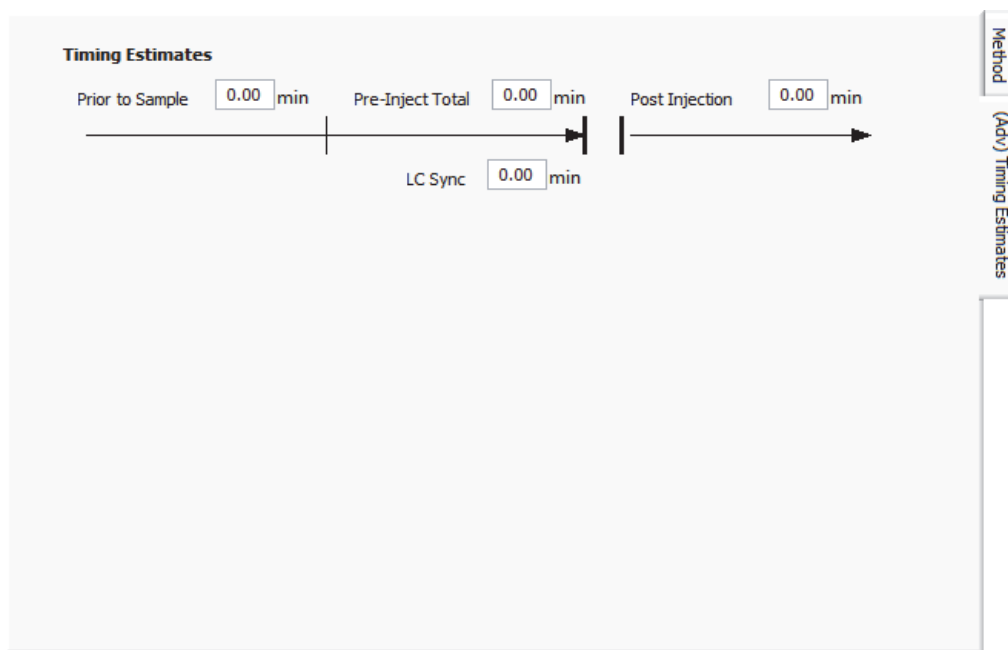 Timing Estimates
Prior to Sample 0.00 min Pre-Inject Total 0.00 min Post Injection 0.00 min
LC Sync 0.00 min
Method
(Adv) Timing Estimates